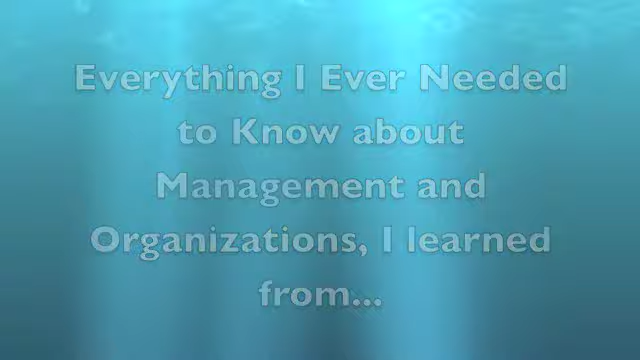 Everything I Ever Needed
to Know about
Management and
Organizations, I learned
from...